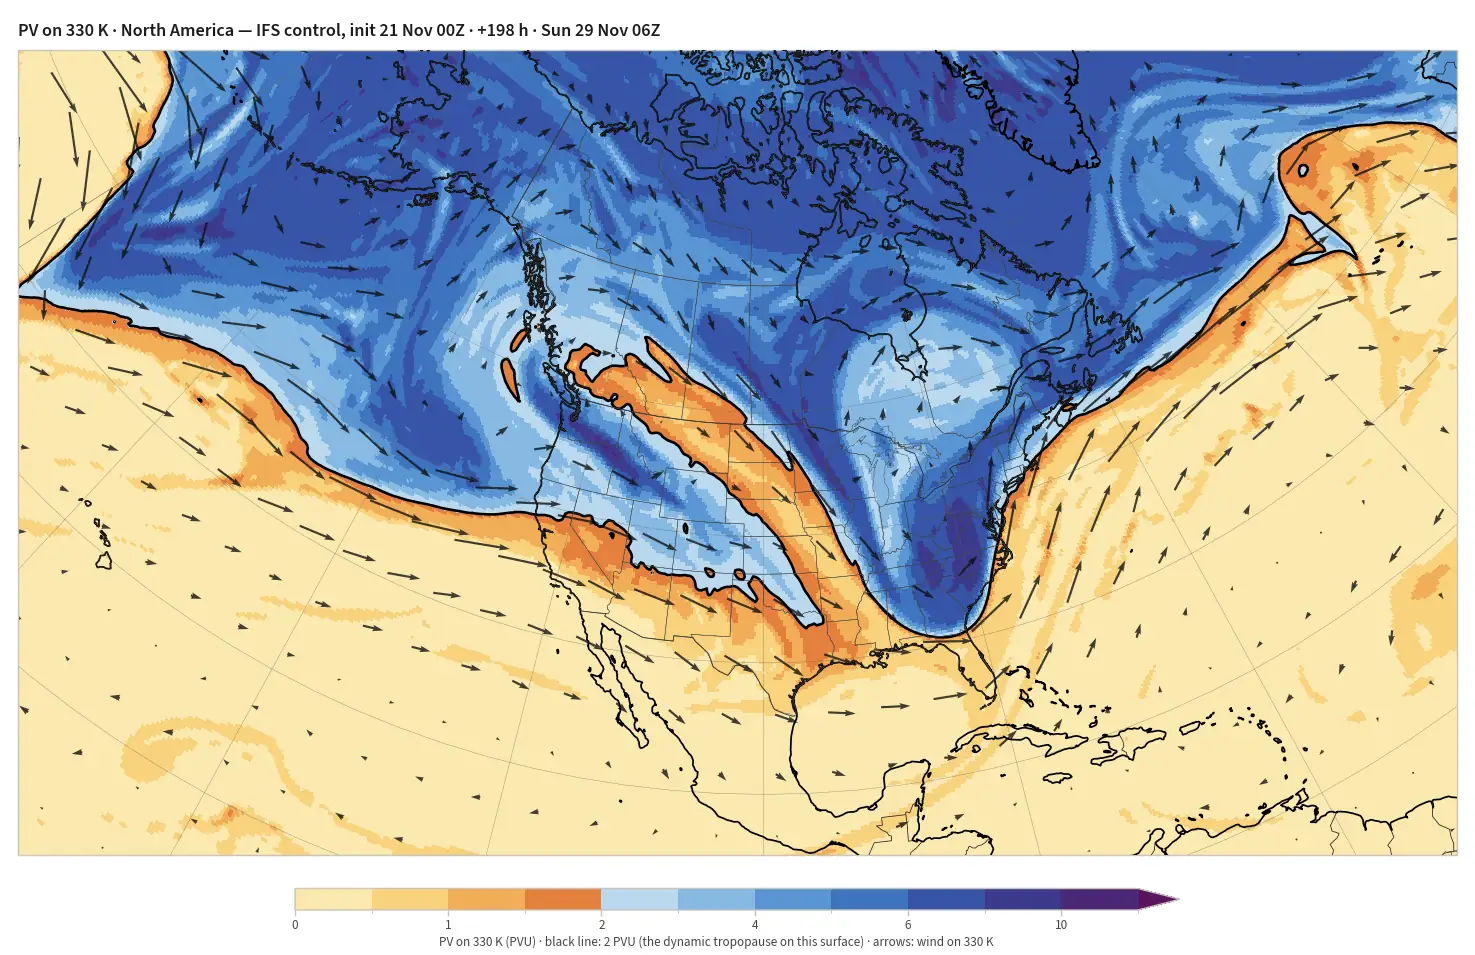 PV on 330 K · North America — IFS control, init 21 Nov 00Z · +198 h · Sun 29 Nov 06Z
0 1 2 4 6 10
PV on 330 K (PVU) · black line: 2 PVU (the dynamic tropopause on this surface) · arrows: wind on 330 K